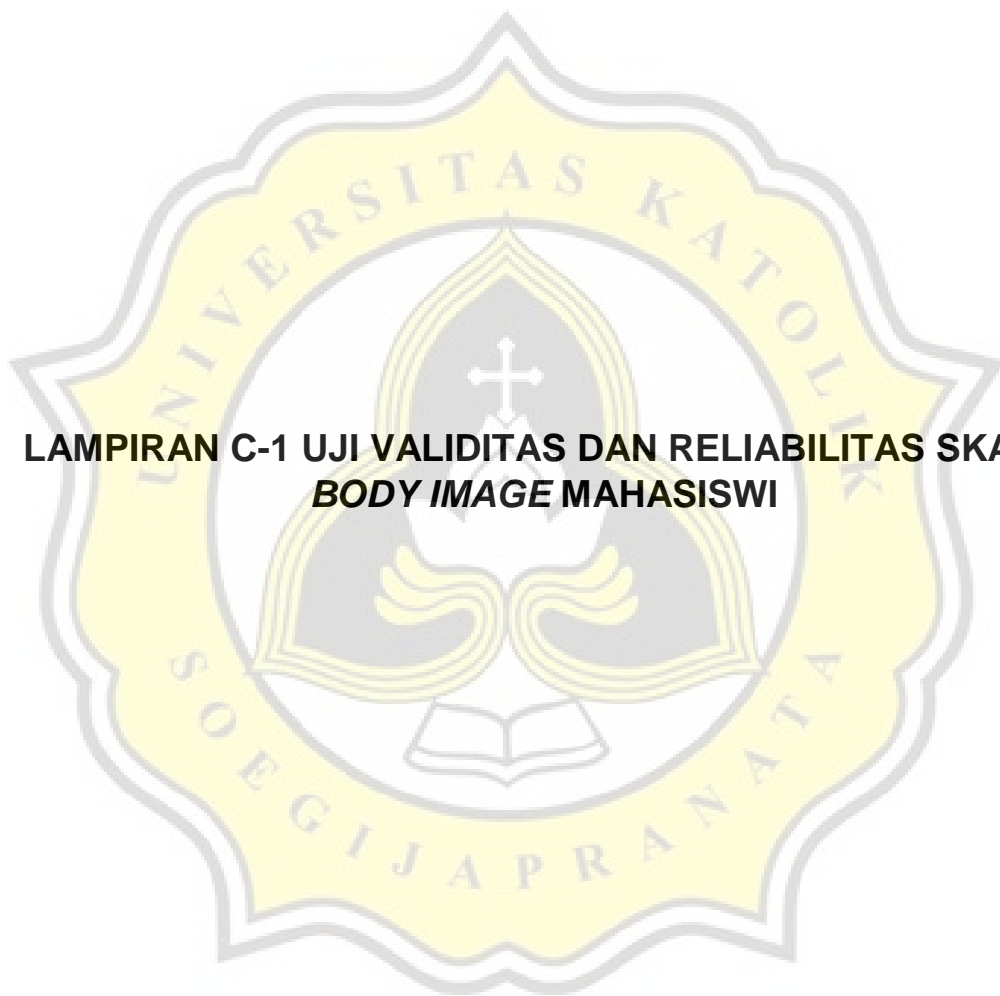 UNIVERSITAS KATOLIK
LAMPIRAN C-1 UJI VALIDITAS DAN RELIABILITAS SKA
BODY IMAGE MAHASISWI
SOEGIJAPRANATA